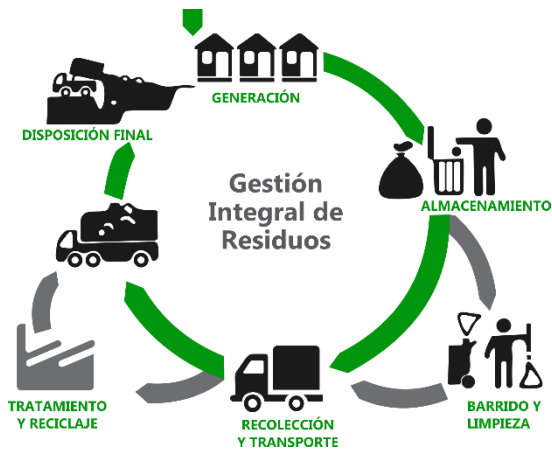 GENERACIÓN
DISPOSICIÓN FINAL
Gestión
Integral de
Residuos
ALMACENAMIENTO
TRATAMIENTO
Y RECICLAJE
RECOLECCIÓN
Y TRANSPORTE
BARRIDO Y
LIMPIEZA